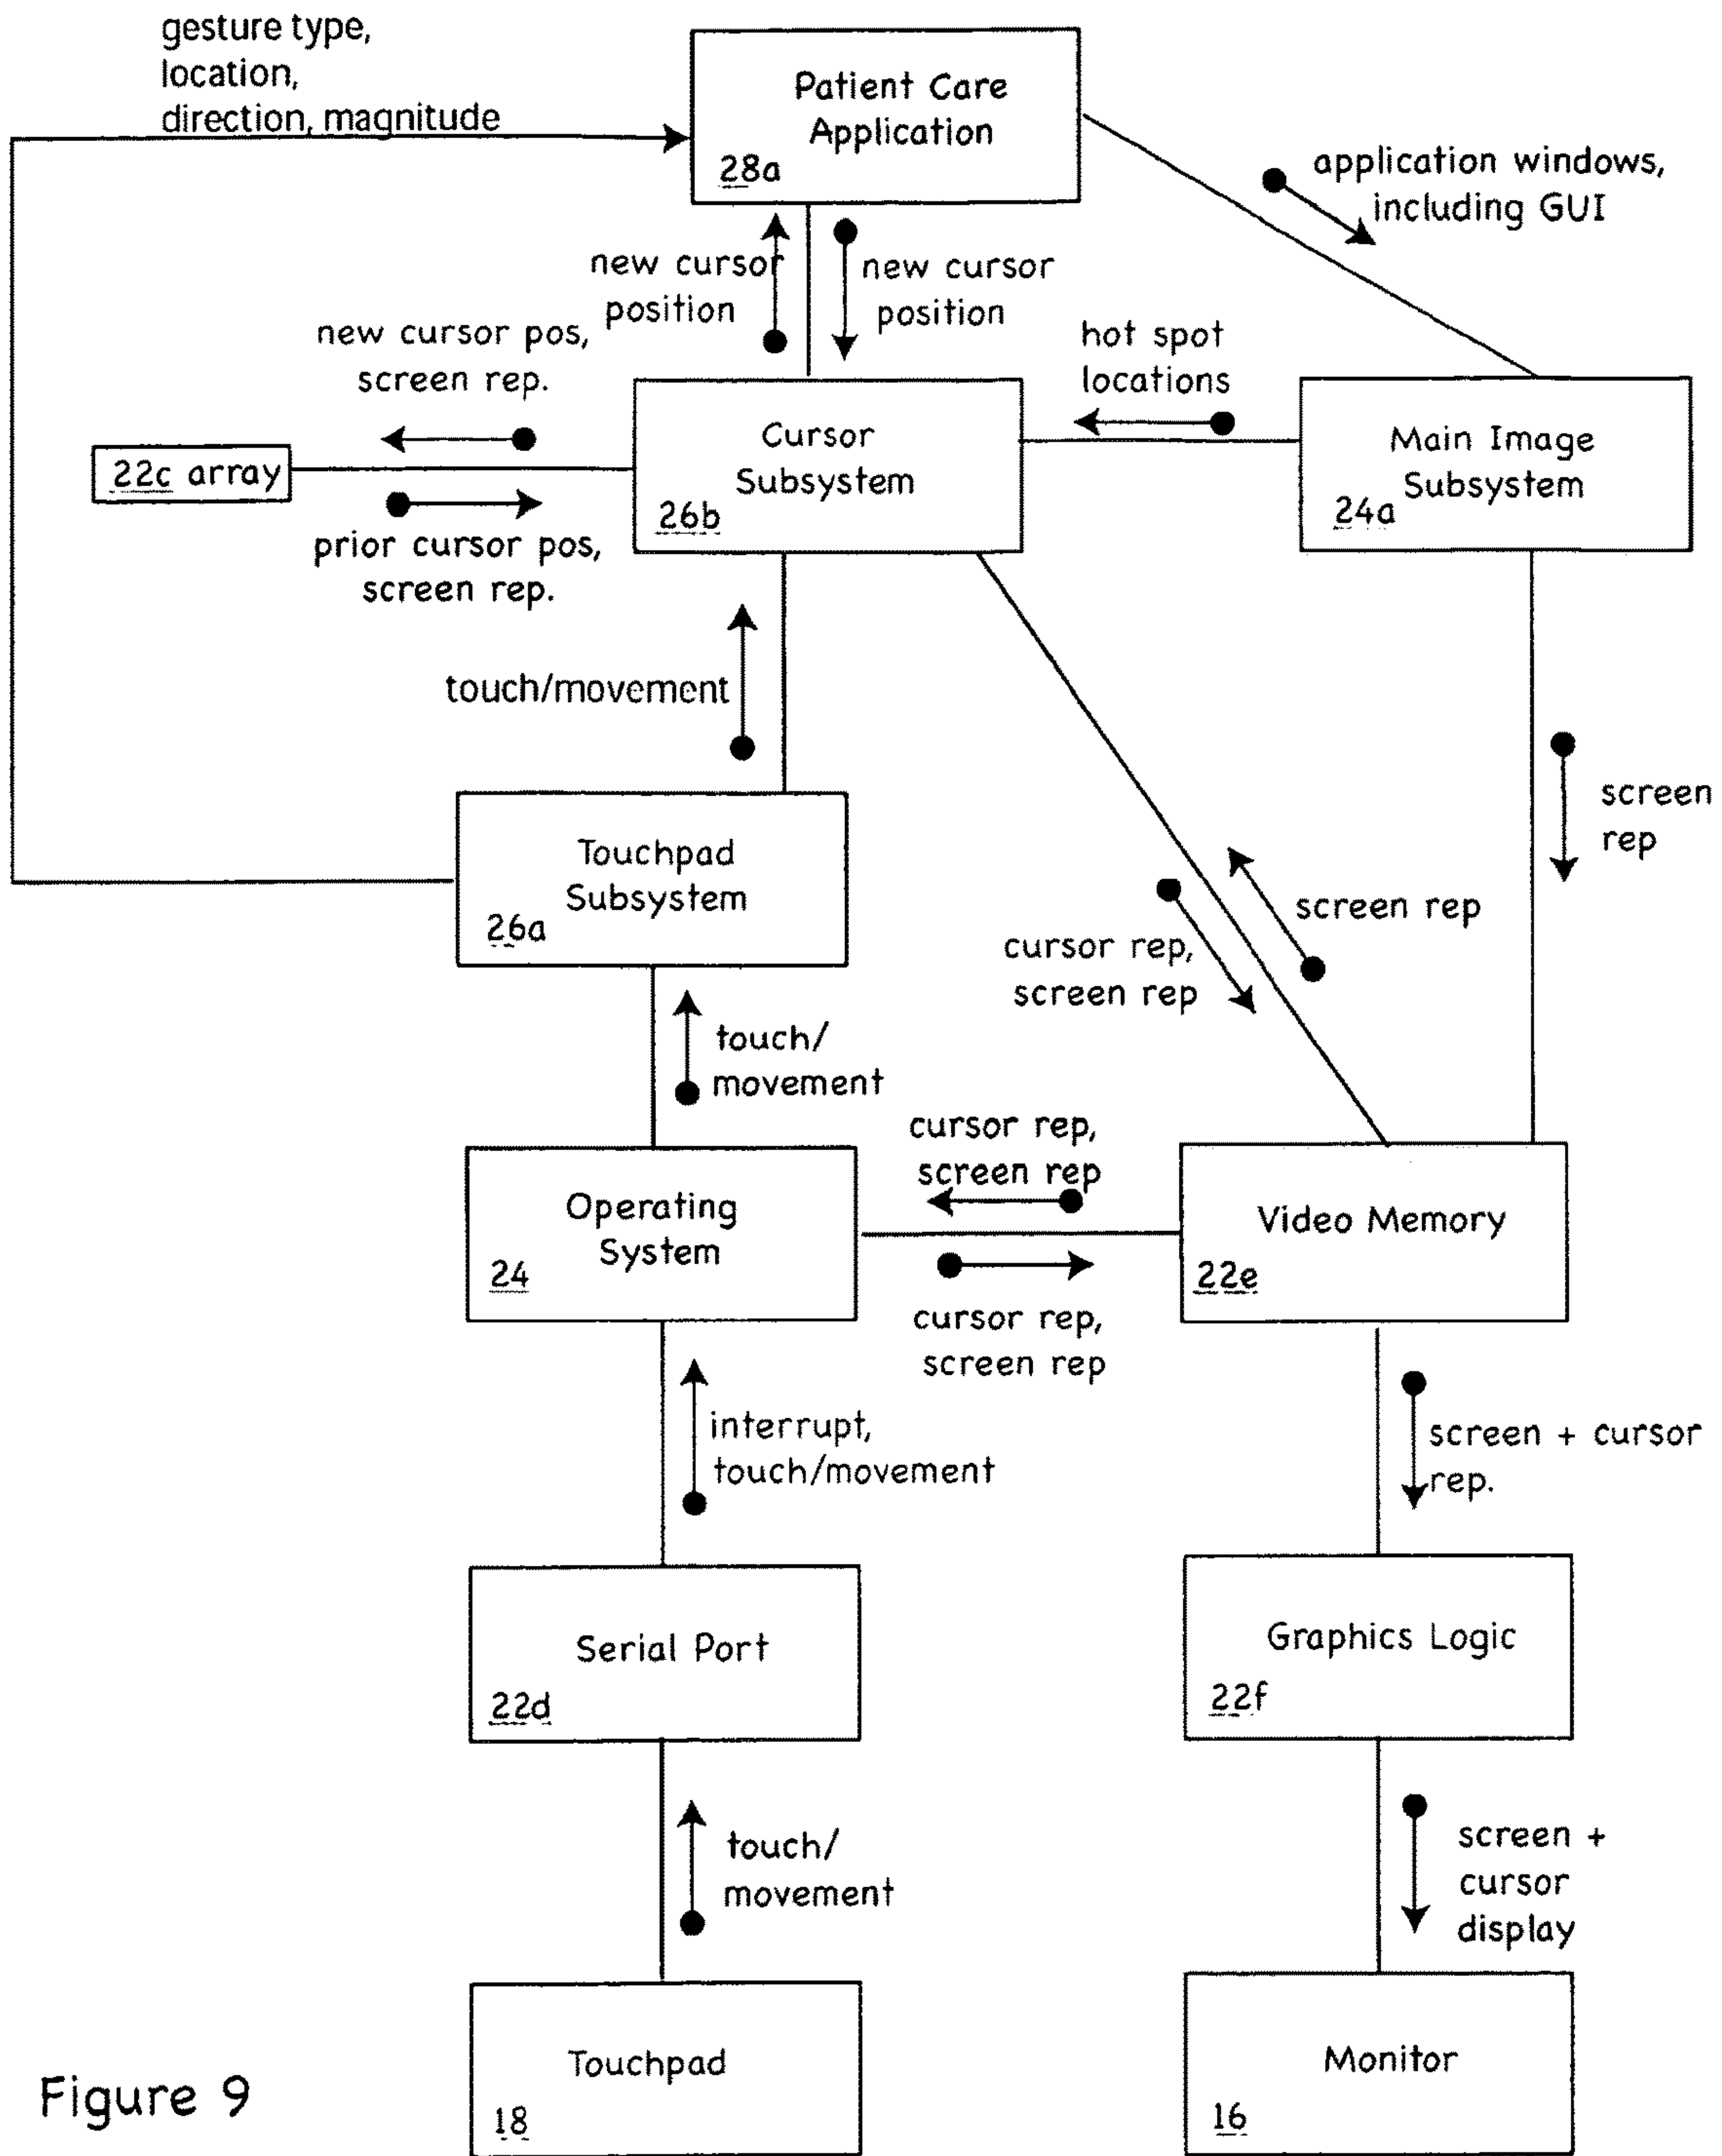 gesture type,
location,
direction, magnitude
Patient Care
Application
28a
application windows,
including GUI
new cursor
position
new cursor
position
hot spot
locations
new cursor pos,
screen rep.
22c array
prior cursor pos,
screen rep.
Cursor
Subsystem
26b
Main Image
Subsystem
24a
touch/movement
screen
rep
Touchpad
Subsystem
26a
screen rep
cursor rep,
screen rep
touch/
movement
cursor rep,
screen rep
Operating
System
24
Video Memory
22e
cursor rep,
screen rep
interrupt,
touch/movement
screen + cursor
rep.
Serial Port
22d
Graphics Logic
22f
touch/
movement
screen +
cursor
display
Touchpad
18
Monitor
16
Figure 9